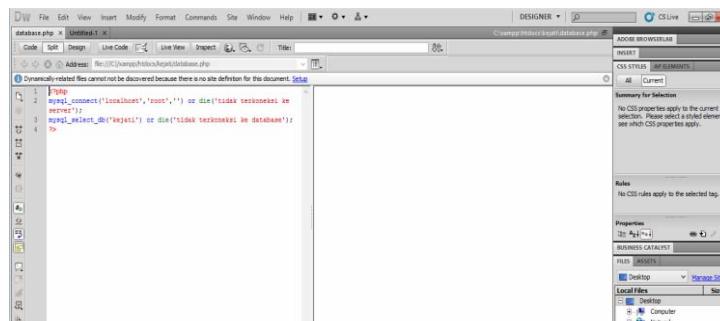 DW File Edit View Insert Modify Format Commands Site Window Help DESIGNER CS Live
database.php × Untitled-1 × C:\xampp\htdocs\kejati\database.php
Code Split Design Live Code Live View Inspect Title:
Address: file:///C|/xampp/htdocs/kejati/database.php
Dynamically-related files cannot not be discovered because there is no site definition for this document. Setup
1 <?php
2 mysql_connect('localhost','root','') or die('tidak terkoneksi ke
server');
3 mysql_select_db('kejati') or die('tidak terkoneksi ke database');
4 ?>
ADOBE BROWSERLAB
INSERT
CSS STYLES AP ELEMENTS
All Current
Summary for Selection
No CSS properties apply to the current
selection. Please select a styled elemen
see which CSS properties apply.
Rules
No CSS rules apply to the selected tag.
Properties
BUSINESS CATALYST
FILES ASSETS
Desktop Manage Sit
Local Files Siz
Desktop
Computer